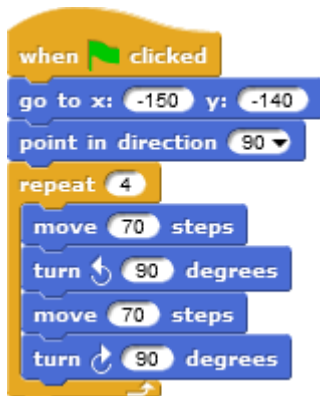 when clicked
go to x: -150 y: -140
point in direction 90
repeat 4
move 70 steps
turn 90 degrees
move 70 steps
turn 90 degrees